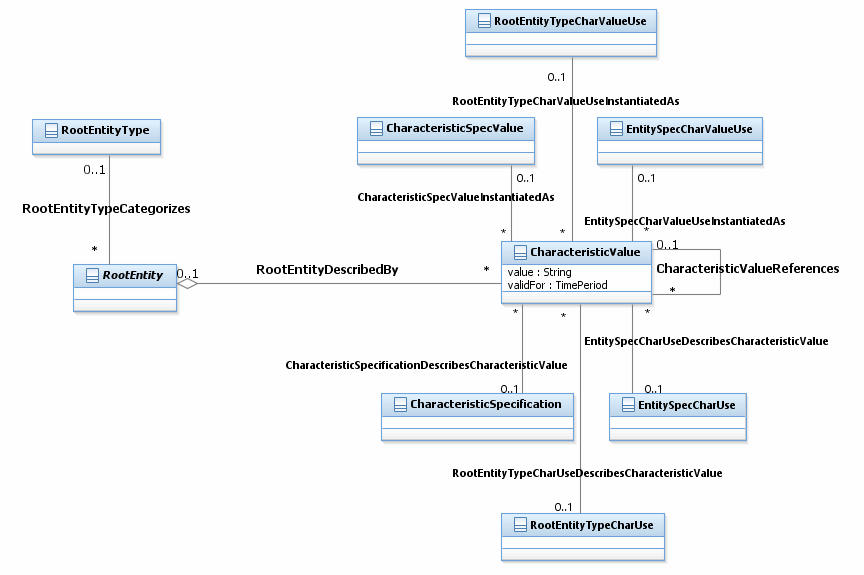 RootEntityTypeCharValueUse
0..1
RootEntityTypeCharValueUseInstantiatedAs
RootEntityType
CharacteristicSpecValue
EntitySpecCharValueUse
0..1
0..1
0..1
CharacteristicSpecValueInstantiatedAs
RootEntityTypeCategorizes
EntitySpecCharValueUseInstantiatedAs
* * *
*
CharacteristicValue
0..1
RootEntity
0..1
RootEntityDescribedBy
*
value : String
validFor : TimePeriod
CharacteristicValueReferences
*
* * *
EntitySpecCharUseDescribesCharacteristicValue
CharacteristicSpecificationDescribesCharacteristicValue
0..1
0..1
CharacteristicSpecification
EntitySpecCharUse
RootEntityTypeCharUseDescribesCharacteristicValue
0..1
RootEntityTypeCharUse